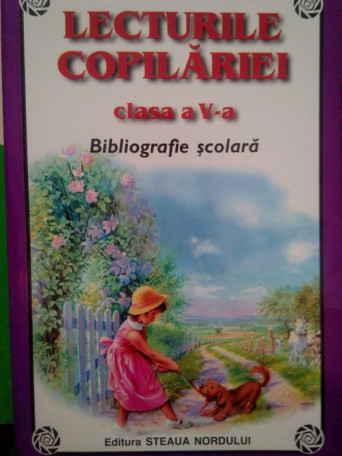 LECTURILE
COPILĂRIEI
clasa a V-a
Bibliografie școlară
Editura STEAUA NORDULUI